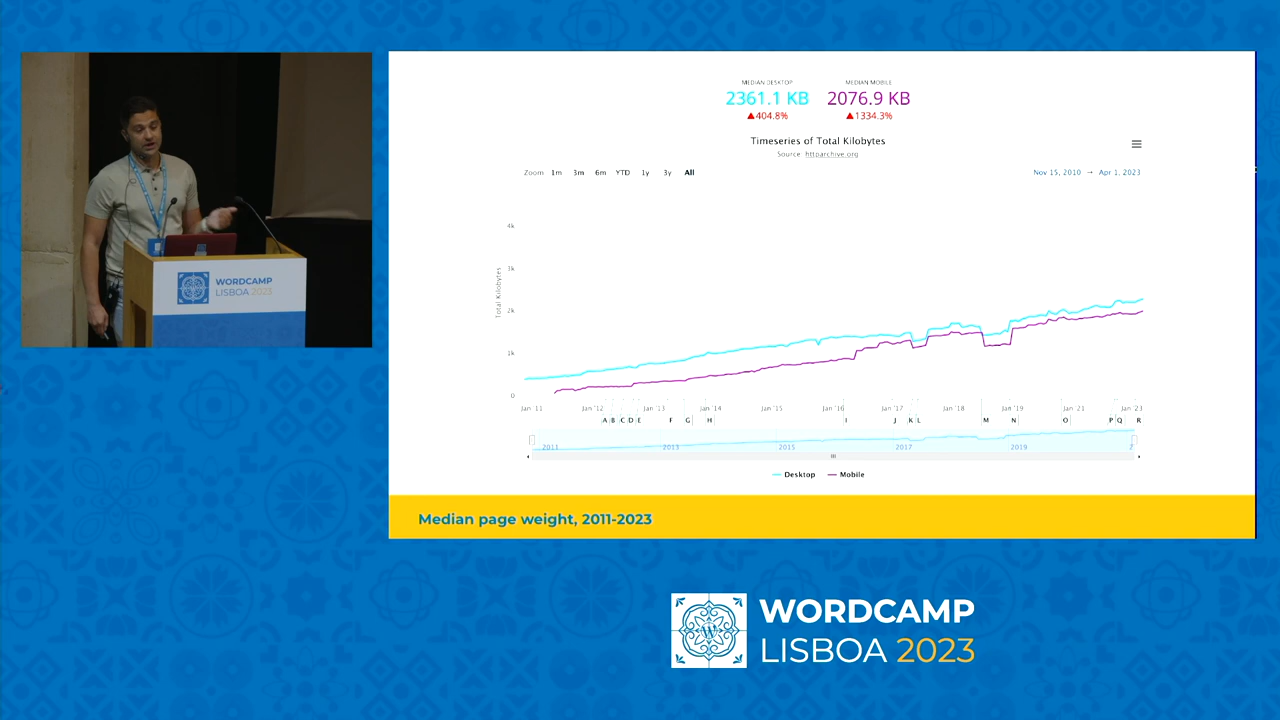 MEDIAN DESKTOP
2361.1 KB
▲404.8%
MEDIAN MOBILE
2076.9 KB
▲1334.3%
Timeseries of Total Kilobytes
Source: httparchive.org
Zoom 1m 3m 6m YTD 1y 3y All
Nov 15, 2010 → Apr 1, 2023
Total Kilobytes
4k
3k
2k
1k
0
Jan '11 Jan '12 Jan '13 Jan '14 Jan '15 Jan '16 Jan '17 Jan '18 Jan '19 Jan '21 Jan '23
A B C D E F G H I J K L M N O P Q R
2011 2013 2015 2017 2019
Desktop Mobile
Median page weight, 2011-2023
WORDCAMP
LISBOA 2023
WORDCAMP
LISBOA 2023